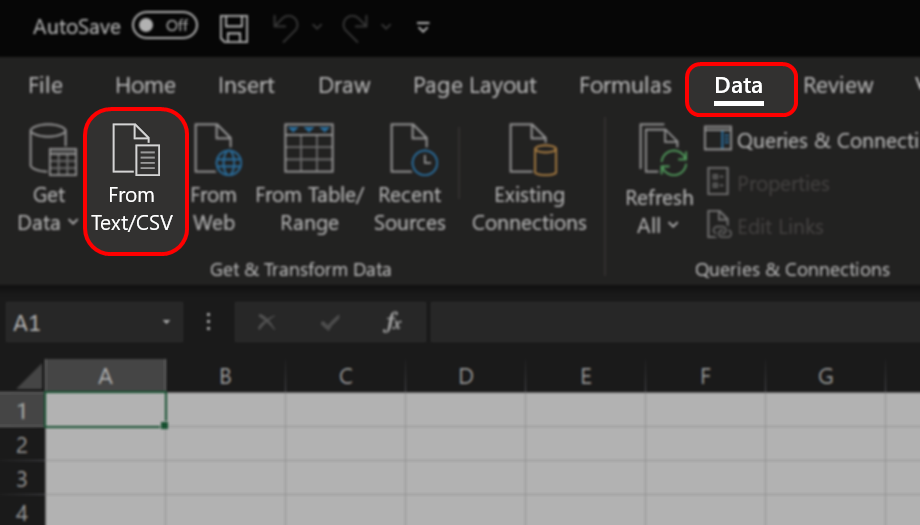 AutoSave Off
File Home Insert Draw Page Layout Formulas Data Review
Get Data
From Text/CSV
From Web
From Table/ Range
Recent Sources
Existing Connections
Refresh All
Queries & Connecti
Properties
Edit Links
Get & Transform Data
Queries & Connections
A1 fx
A B C D E F G
1
2
3
4